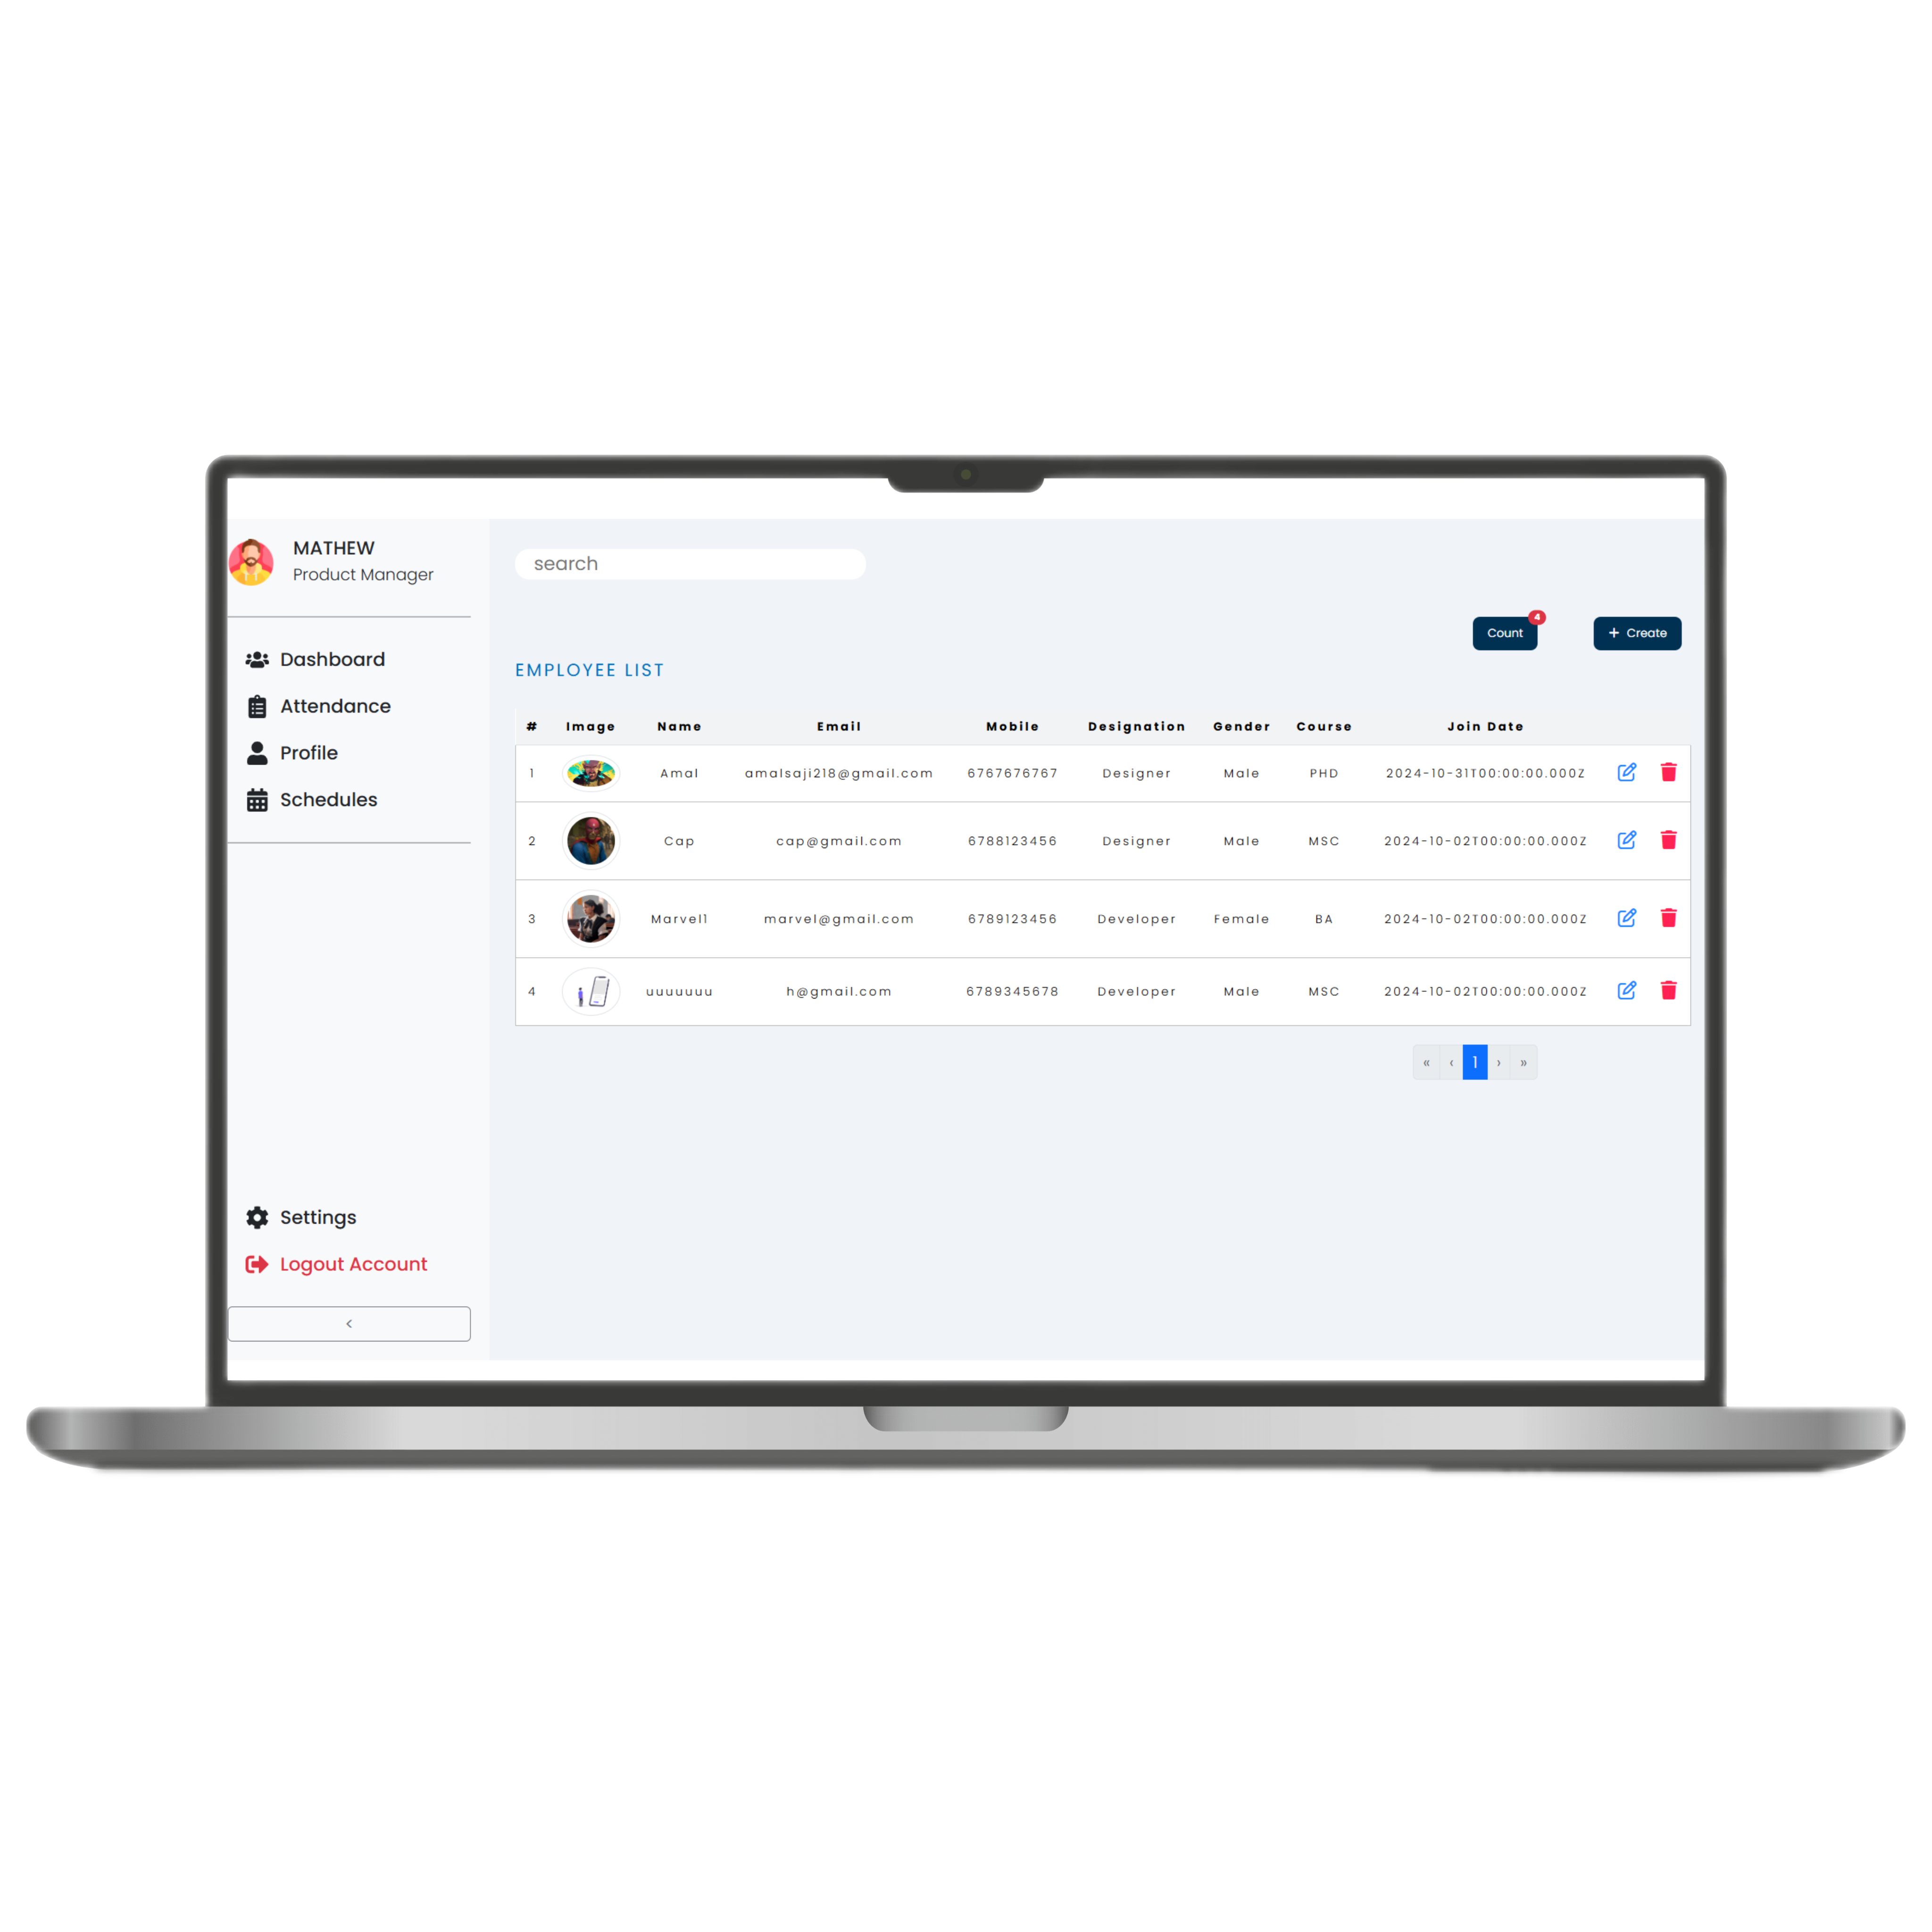 MATHEW
Product Manager
Dashboard
Attendance
Profile
Schedules
Settings
Logout Account
<
search
Count
4
+ Create
EMPLOYEE LIST
# Image Name Email Mobile Designation Gender Course Join Date
1 Amal amalsaji218@gmail.com 6767676767 Designer Male PHD 2024-10-31T00:00:00.000Z
2 Cap cap@gmail.com 6788123456 Designer Male MSC 2024-10-02T00:00:00.000Z
3 Marvel1 marvel@gmail.com 6789123456 Developer Female BA 2024-10-02T00:00:00.000Z
4 uuuuuuu h@gmail.com 6789345678 Developer Male MSC 2024-10-02T00:00:00.000Z
« ‹ 1 › »